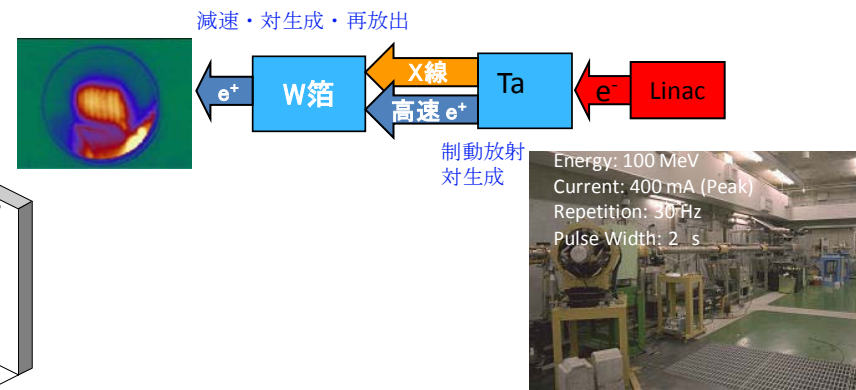 減速・対生成・再放出
e⁺
W箔
X線
高速 e⁺
Ta
e⁻
Linac
制動放射
対生成
Energy: 100 MeV
Current: 400 mA (Peak)
Repetition: 30 Hz
Pulse Width: 2 s